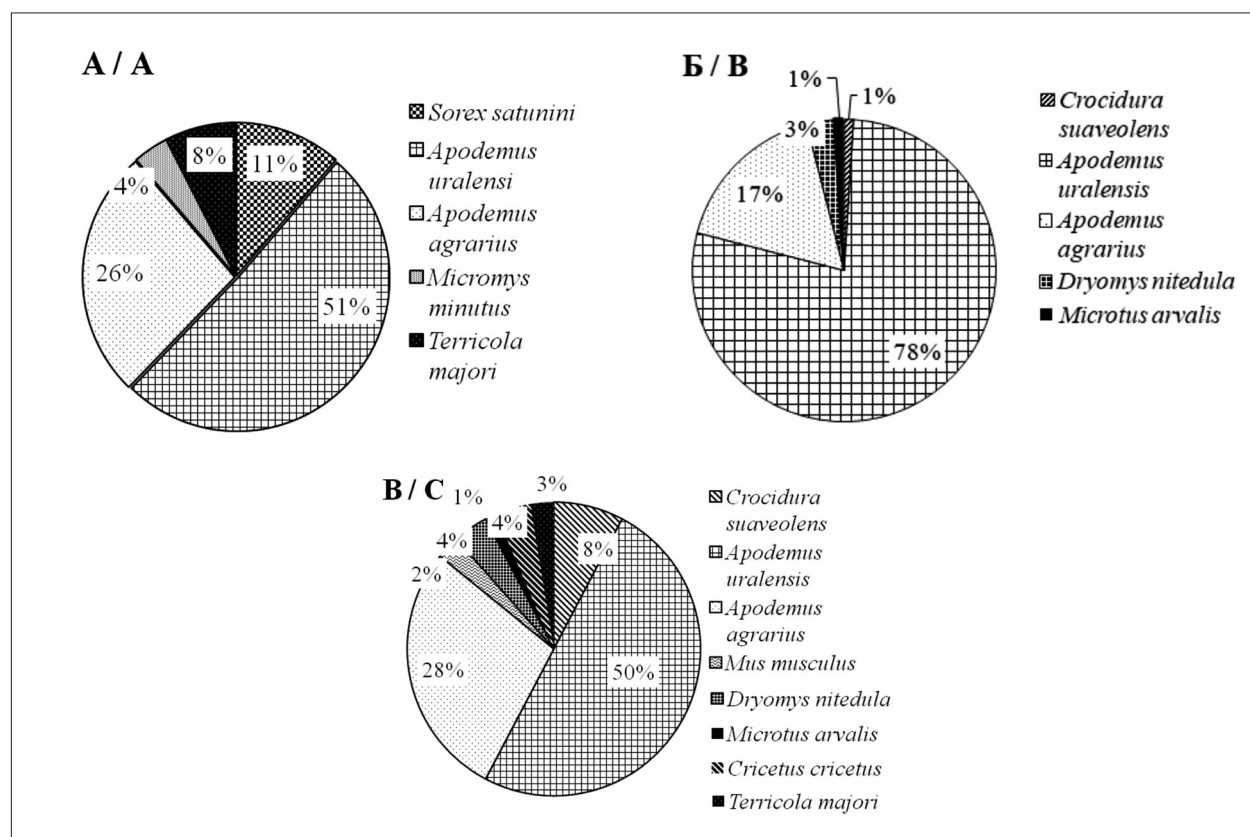 А / A
8%
11%
4%
26%
51%
Sorex satunini
Apodemus
uralensi
Apodemus
agrarius
Micromys
minutus
Terricola
majori
Б / B
1%
1%
3%
17%
78%
Crocidura
suaveolens
Apodemus
uralensis
Apodemus
agrarius
Dryomys nitedula
Microtus arvalis
В / C
3%
1%
4%
4%
8%
2%
28%
50%
Crocidura
suaveolens
Apodemus
uralensis
Apodemus
agrarius
Mus musculus
Dryomys nitedula
Microtus arvalis
Cricetus cricetus
Terricola majori